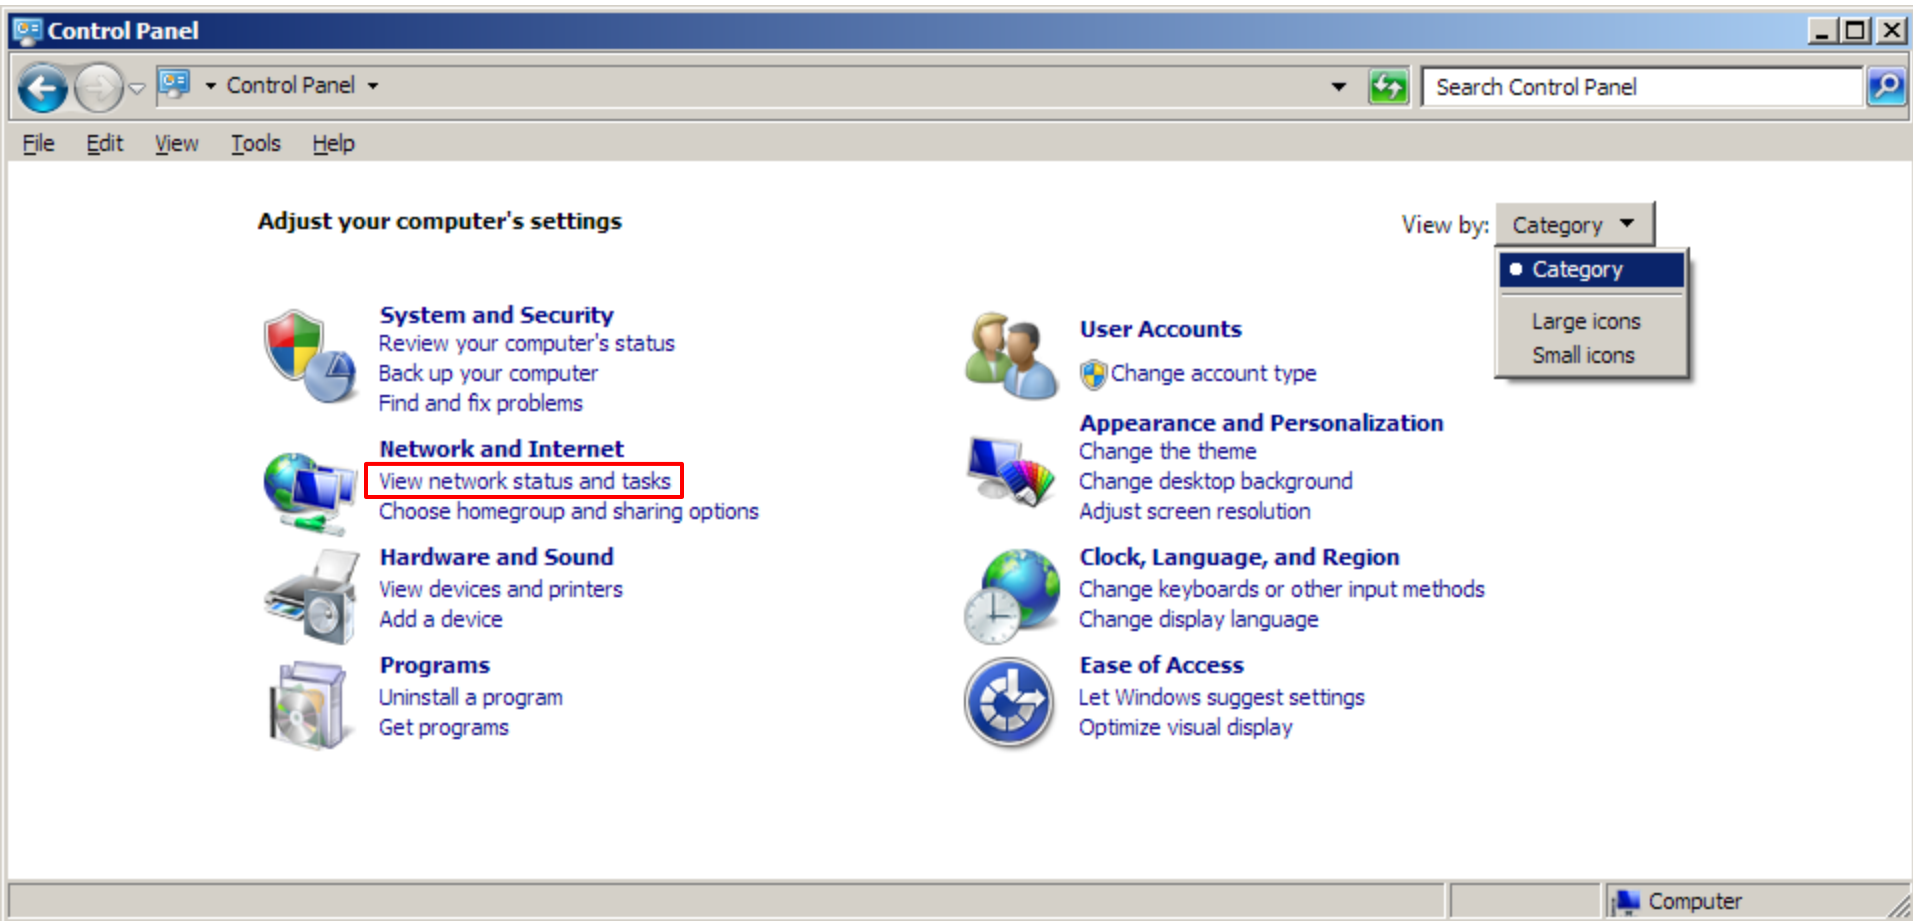 Control Panel
Control Panel
Search Control Panel
File Edit View Tools Help
Adjust your computer's settings
View by: Category
Category
Large icons
Small icons
System and Security
Review your computer's status
Back up your computer
Find and fix problems
Network and Internet
View network status and tasks
Choose homegroup and sharing options
Hardware and Sound
View devices and printers
Add a device
Programs
Uninstall a program
Get programs
User Accounts
Change account type
Appearance and Personalization
Change the theme
Change desktop background
Adjust screen resolution
Clock, Language, and Region
Change keyboards or other input methods
Change display language
Ease of Access
Let Windows suggest settings
Optimize visual display
Computer